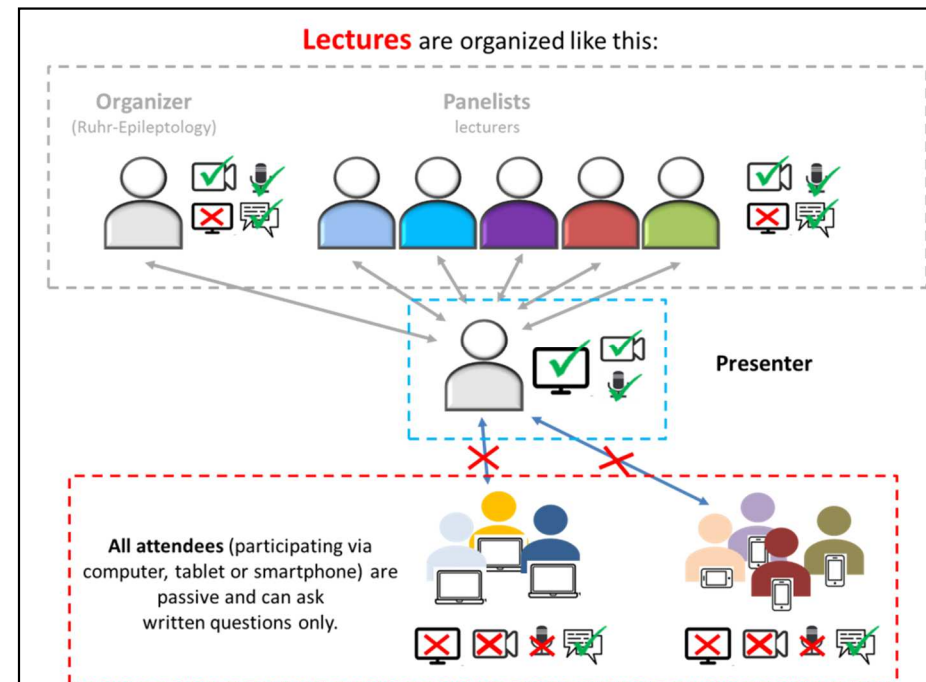 Lectures are organized like this:
Organizer
(Ruhr-Epileptology)
Panelists
lecturers
Presenter
All attendees (participating via
computer, tablet or smartphone) are
passive and can ask
written questions only.